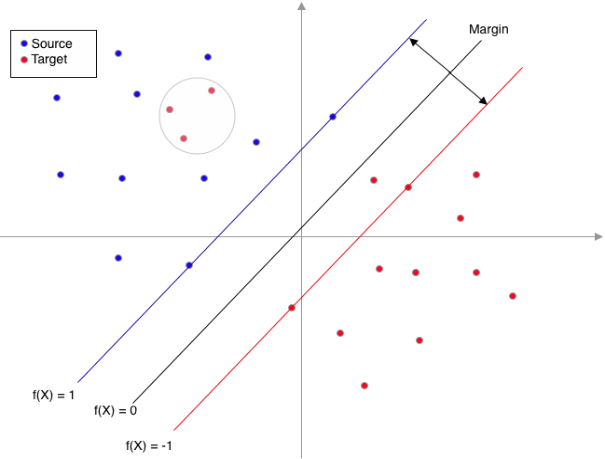 Source
Target
Margin
f(X) = 1
f(X) = 0
f(X) = -1